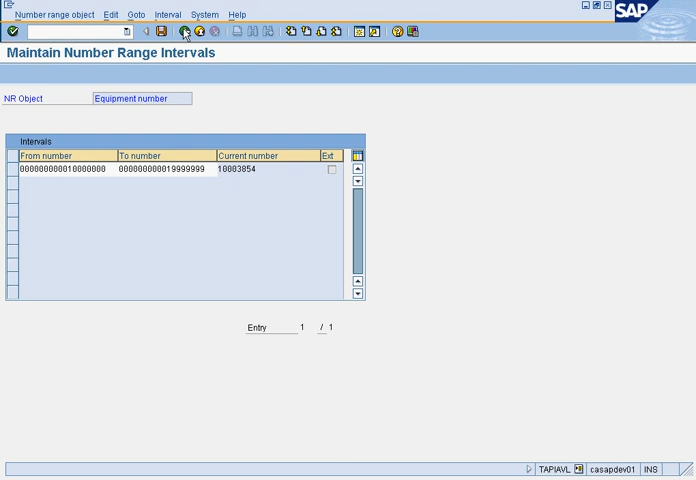 Number range object Edit Goto Interval System Help
SAP
Maintain Number Range Intervals
NR Object Equipment number
Intervals
From number To number Current number Ext
000000000010000000 000000000019999999 10003854
Entry 1 / 1
TAPIAVL casapdev01 INS